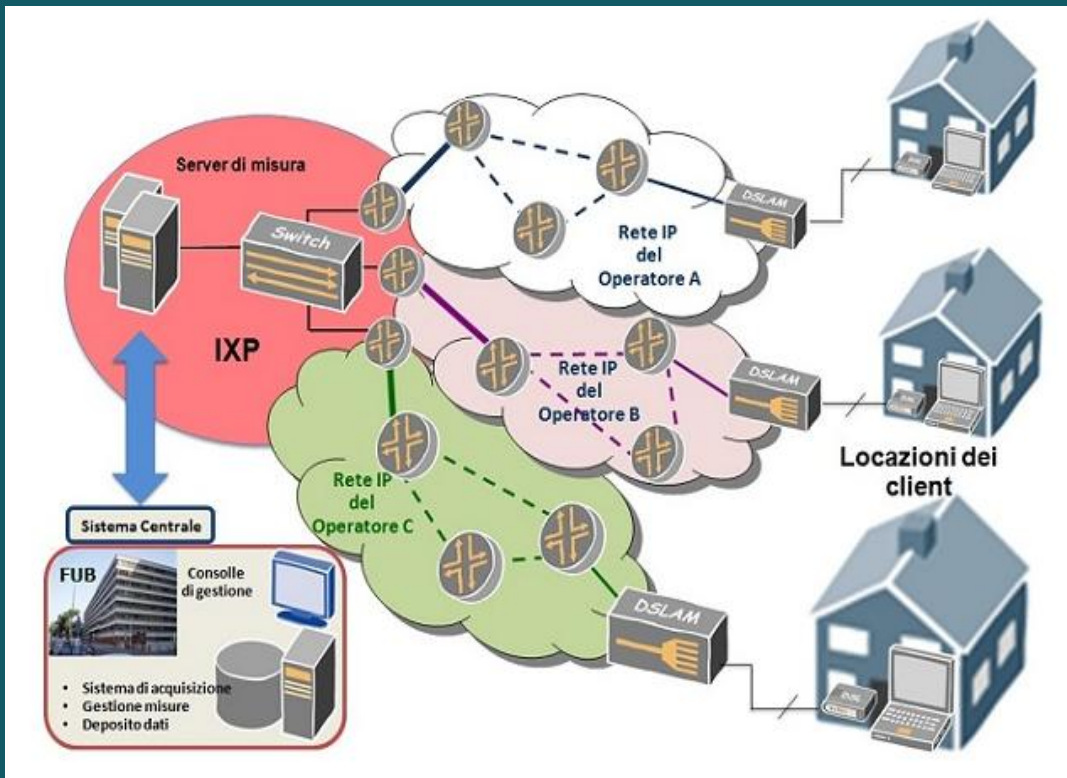 Server di misura
Switch
IXP
Rete IP
del
Operatore A
DSLAM
Rete IP
del
Operatore B
DSLAM
Locazioni dei
client
Rete IP
del
Operatore C
DSLAM
DSL
Sistema Centrale
FUB
Consolle
di gestione
• Sistema di acquisizione
• Gestione misure
• Deposito dati